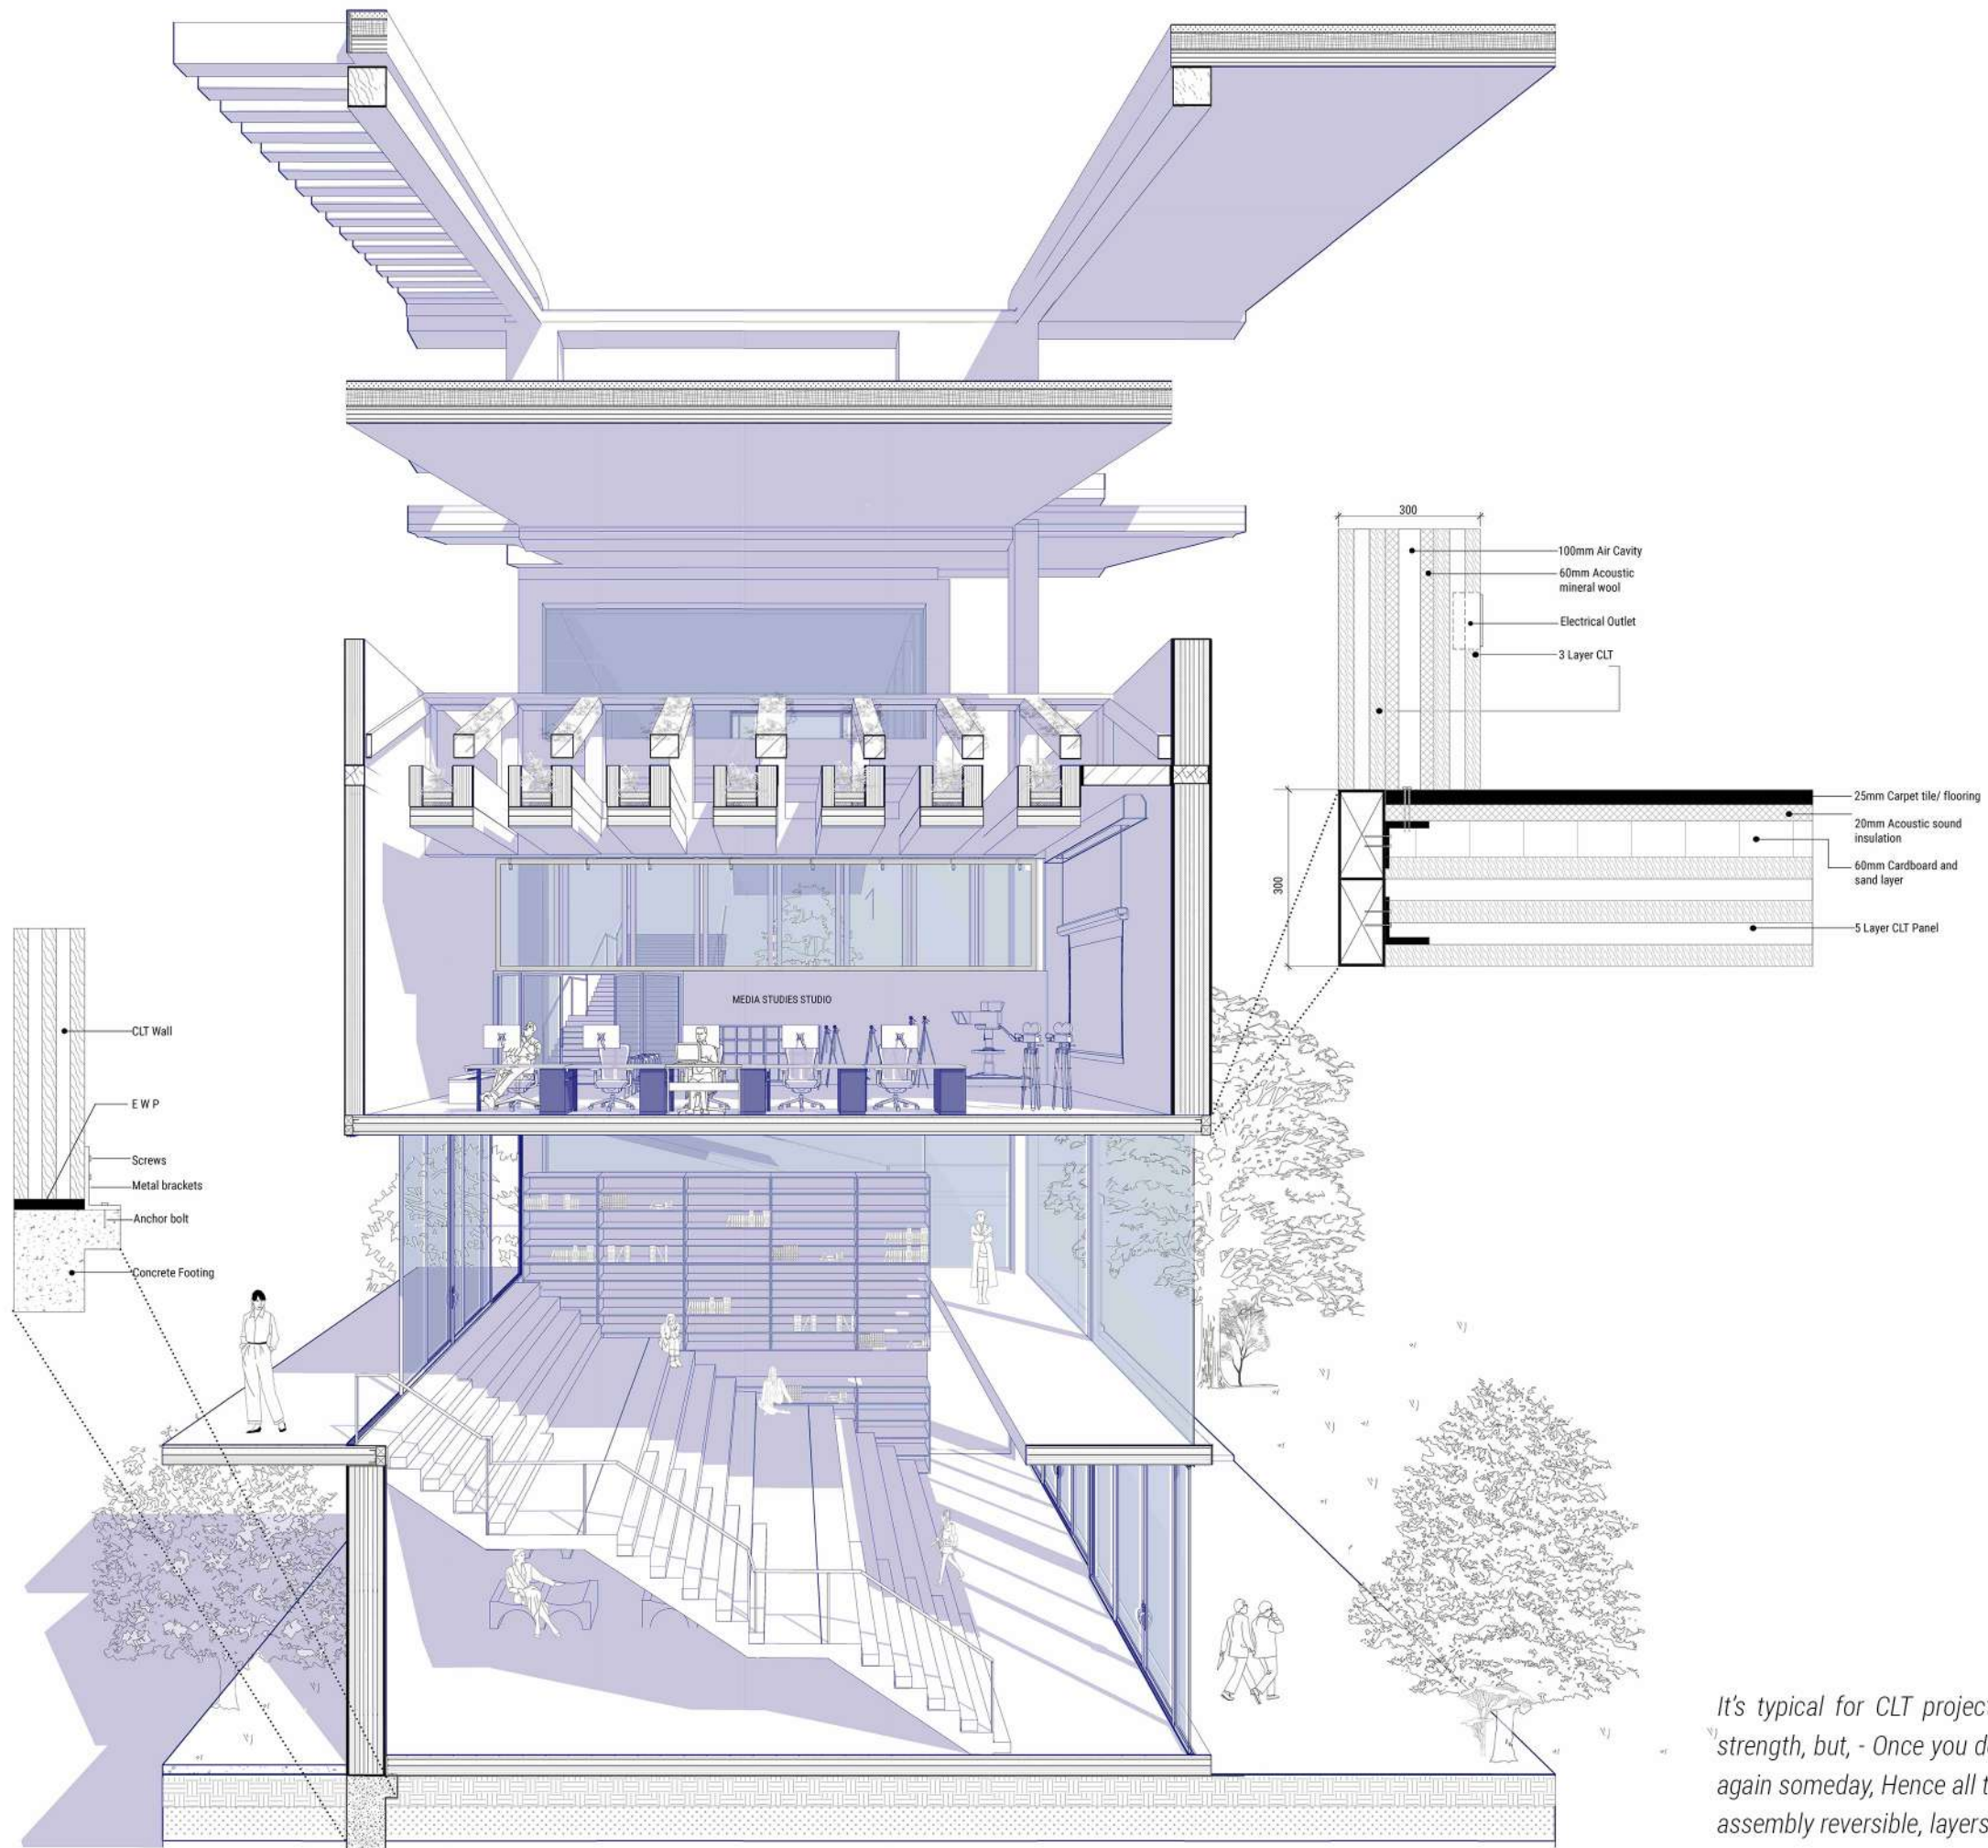 300
100mm Air Cavity
60mm Acoustic
mineral wool
Electrical Outlet
3 Layer CLT
25mm Carpet tile/ flooring
20mm Acoustic sound
insulation
60mm Cardboard and
sand layer
300
5 Layer CLT Panel
1
MEDIA STUDIES STUDIO
CLT Wall
E W P
Screws
Metal brackets
Anchor bolt
Concrete Footing
It's typical for CLT
strength, but, - Once you
again someday, Hence all
assembly reversible, layers